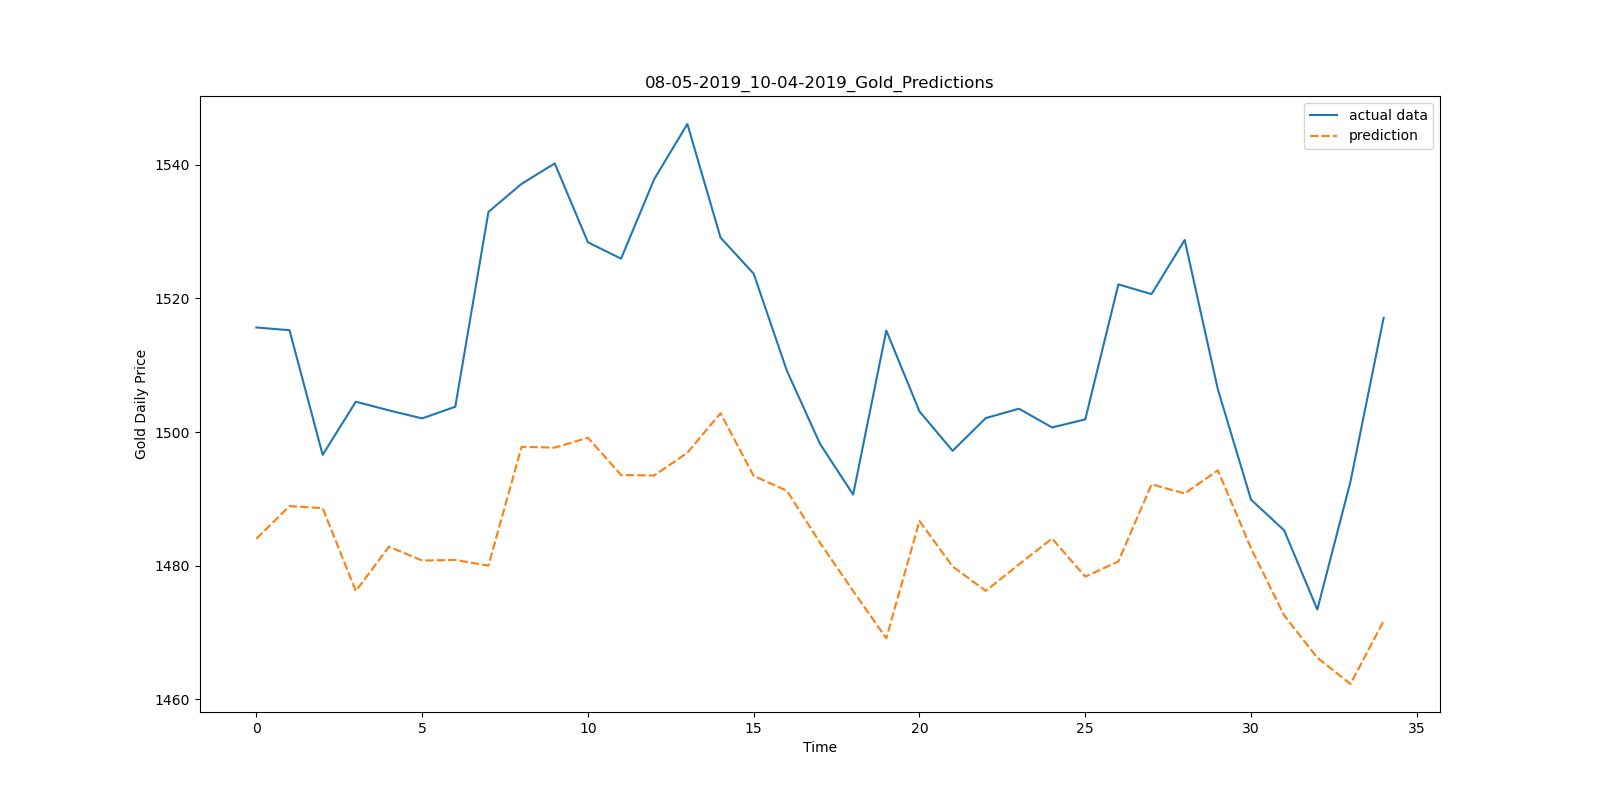 08-05-2019_10-04-2019_Gold_Predictions
actual data
prediction
Gold Daily Price
1540
1520
1500
1480
1460
0 5 10 15 20 25 30 35
Time